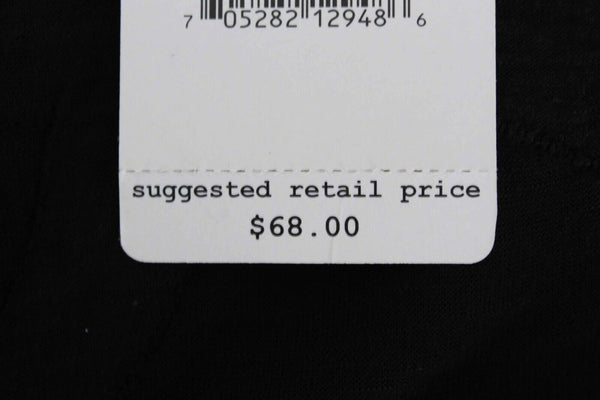 7 05282 12948 6
suggested retail price
$68.00